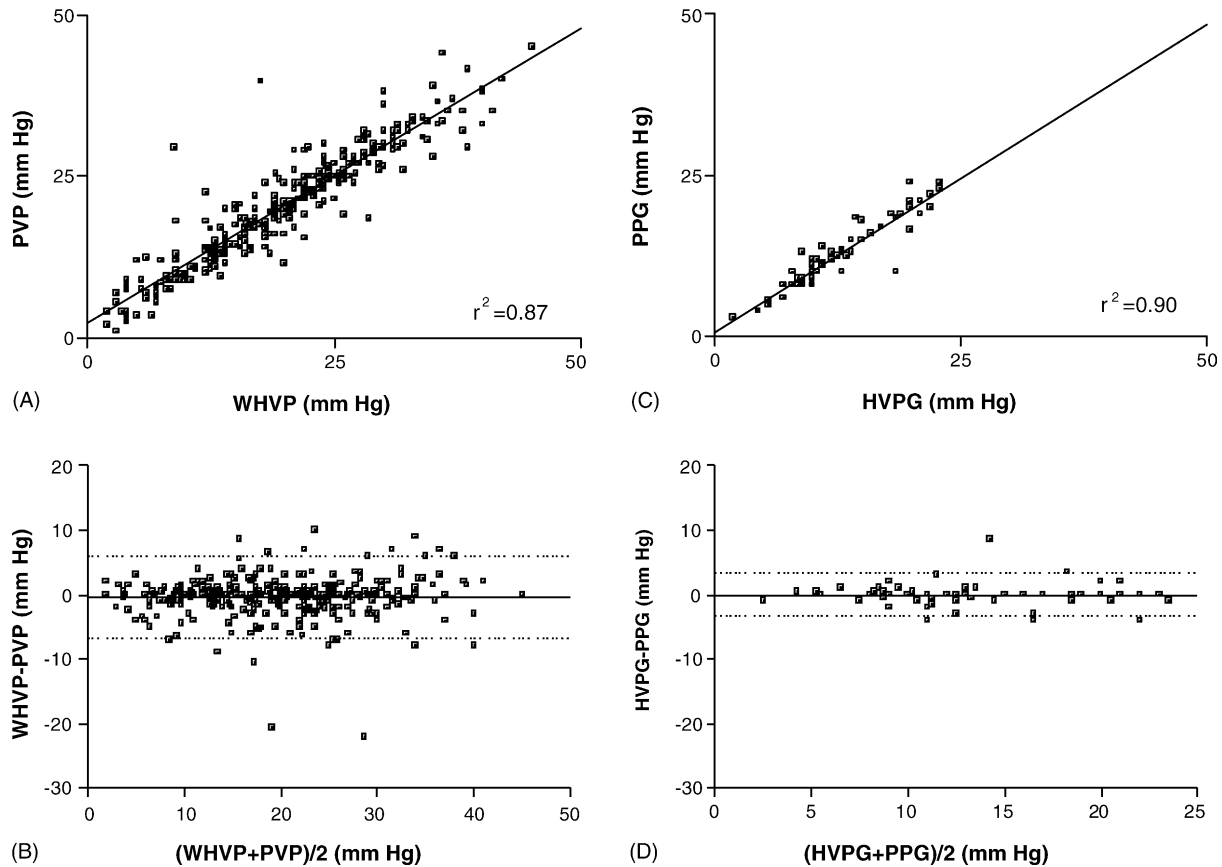 50
25
0
PVP (mm Hg)
r2=0.87
0 25 50
(A)
WHVP (mm Hg)
50
25
0
PPG (mm Hg)
r2=0.90
0 25 50
(C)
HVPG (mm Hg)
20
10
0
-10
-20
-30
WHVP-PVP (mm Hg)
0 10 20 30 40 50
(B)
(WHVP+PVP)/2 (mm Hg)
20
10
0
-10
-20
-30
HVPG-PPG (mm Hg)
0 5 10 15 20 25
(D)
(HVPG+PPG)/2 (mm Hg)